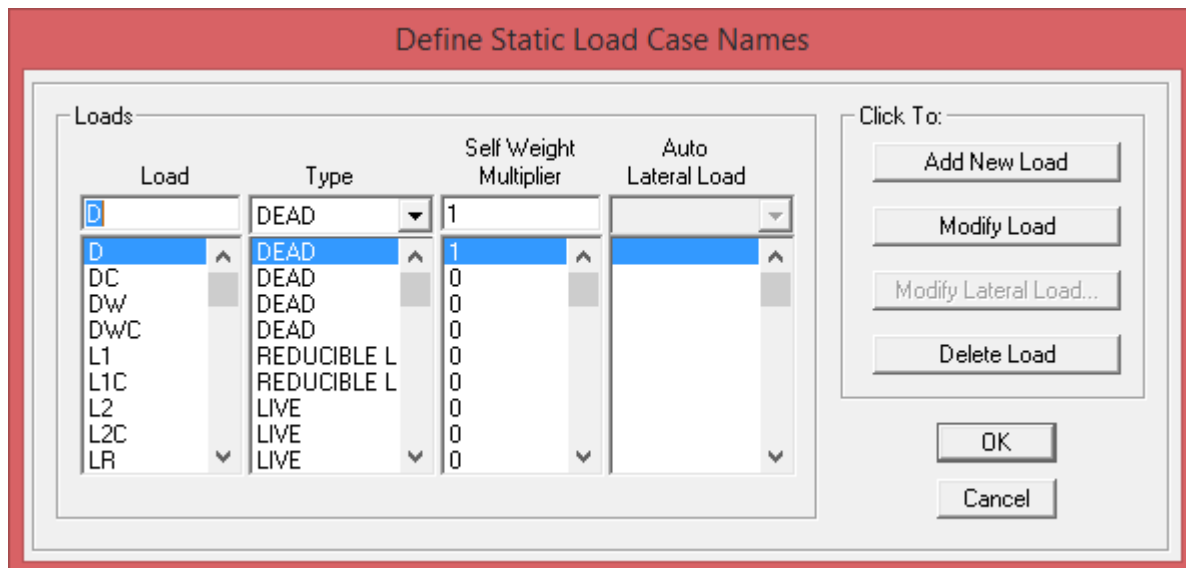 Define Static Load Case Names
Loads
Click To:
Load Type Self Weight Multiplier Auto Lateral Load
D DEAD 1
D DEAD 1
DC DEAD 0
DW DEAD 0
DWC DEAD 0
L1 REDUCIBLE L 0
L1C REDUCIBLE L 0
L2 LIVE 0
L2C LIVE 0
LR LIVE 0
Add New Load
Modify Load
Modify Lateral Load...
Delete Load
OK
Cancel